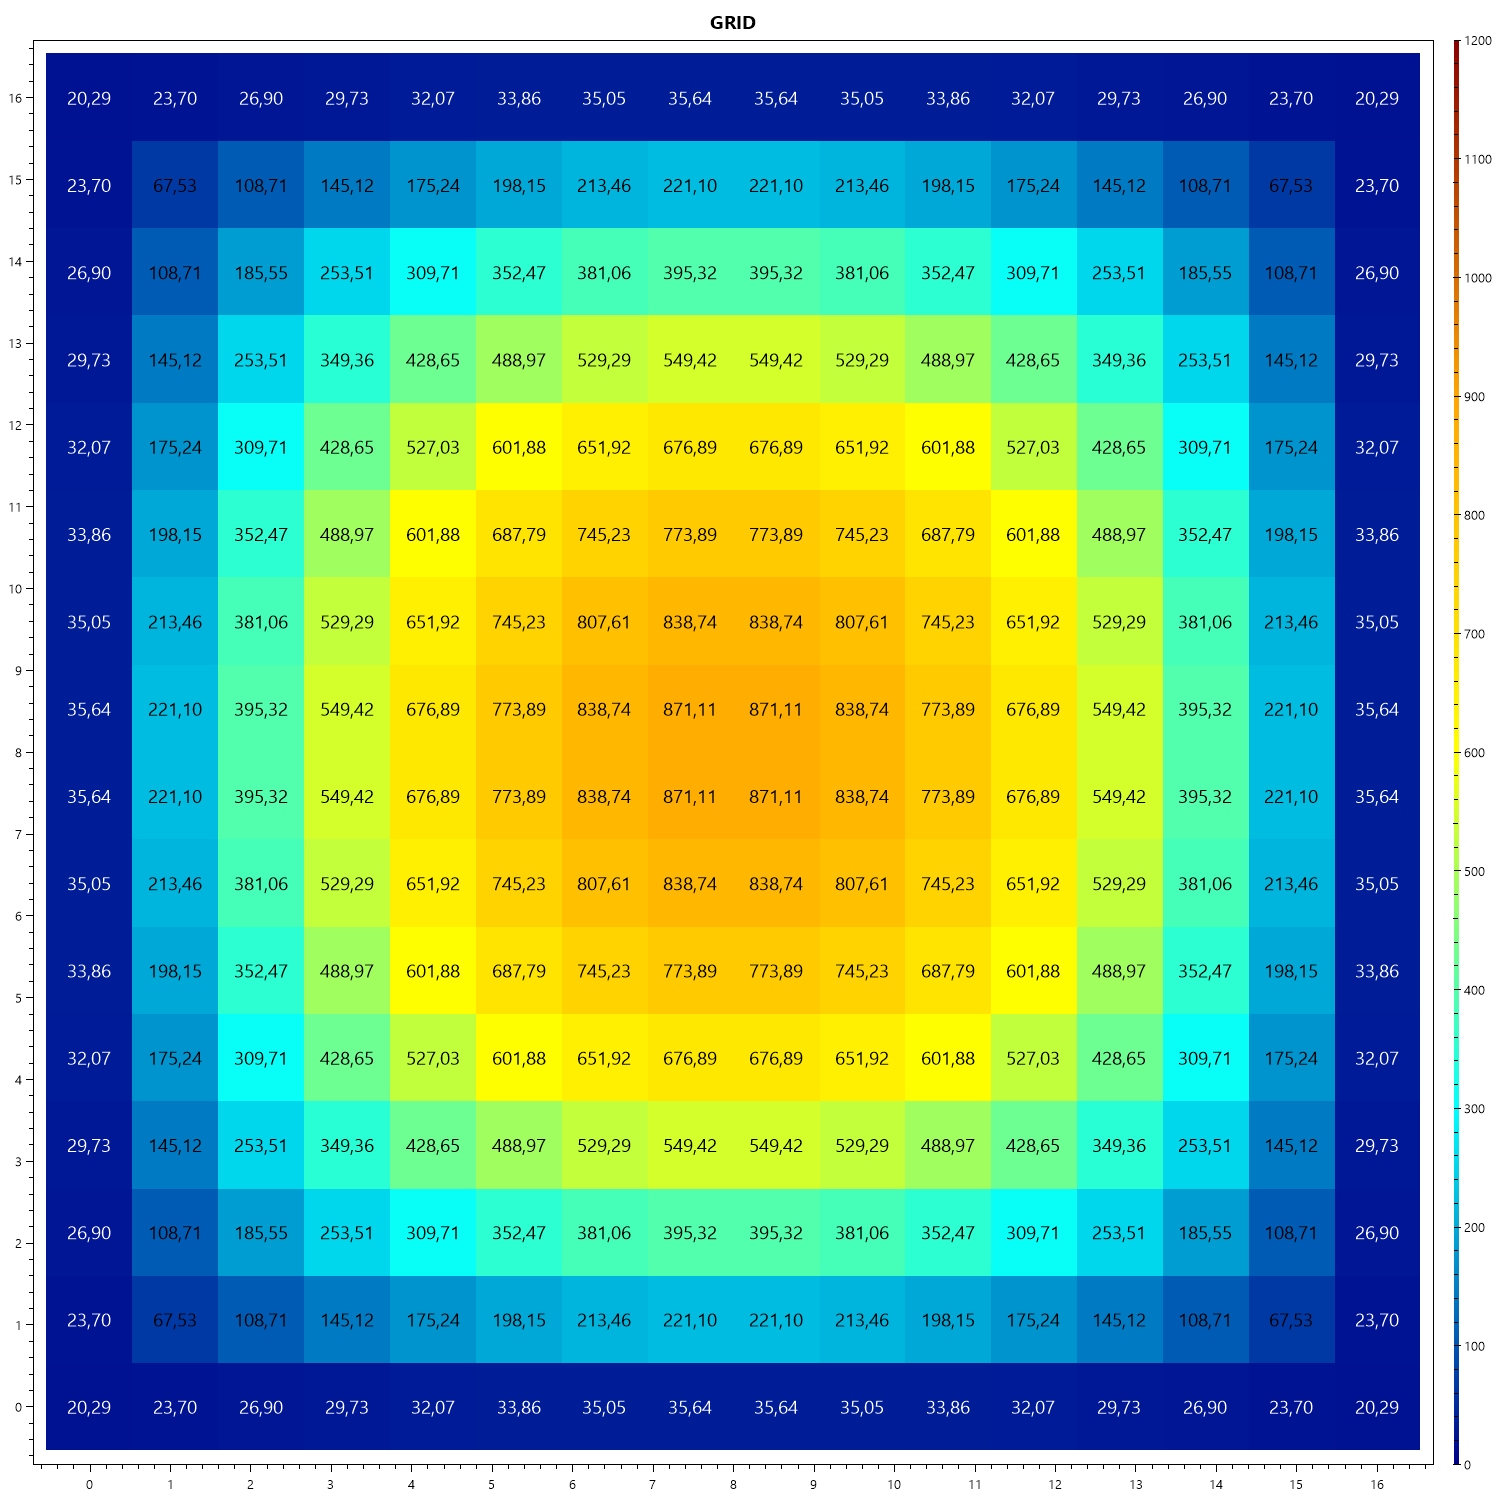 GRID
20,29 23,70 26,90 29,73 32,07 33,86 35,05 35,64 35,64 35,05 33,86 32,07 29,73 26,90 23,70 20,29
23,70 67,53 108,71 145,12 175,24 198,15 213,46 221,10 221,10 213,46 198,15 175,24 145,12 108,71 67,53 23,70
26,90 108,71 185,55 253,51 309,71 352,47 381,06 395,32 395,32 381,06 352,47 309,71 253,51 185,55 108,71 26,90
29,73 145,12 253,51 349,36 428,65 488,97 529,29 549,42 549,42 529,29 488,97 428,65 349,36 253,51 145,12 29,73
32,07 175,24 309,71 428,65 527,03 601,88 651,92 676,89 676,89 651,92 601,88 527,03 428,65 309,71 175,24 32,07
33,86 198,15 352,47 488,97 601,88 687,79 745,23 773,89 773,89 745,23 687,79 601,88 488,97 352,47 198,15 33,86
35,05 213,46 381,06 529,29 651,92 745,23 807,61 838,74 838,74 807,61 745,23 651,92 529,29 381,06 213,46 35,05
35,64 221,10 395,32 549,42 676,89 773,89 838,74 871,11 871,11 838,74 773,89 676,89 549,42 395,32 221,10 35,64
35,64 221,10 395,32 549,42 676,89 773,89 838,74 871,11 871,11 838,74 773,89 676,89 549,42 395,32 221,10 35,64
35,05 213,46 381,06 529,29 651,92 745,23 807,61 838,74 838,74 807,61 745,23 651,92 529,29 381,06 213,46 35,05
33,86 198,15 352,47 488,97 601,88 687,79 745,23 773,89 773,89 745,23 687,79 601,88 488,97 352,47 198,15 33,86
32,07 175,24 309,71 428,65 527,03 601,88 651,92 676,89 676,89 651,92 601,88 527,03 428,65 309,71 175,24 32,07
29,73 145,12 253,51 349,36 428,65 488,97 529,29 549,42 549,42 529,29 488,97 428,65 349,36 253,51 145,12 29,73
26,90 108,71 185,55 253,51 309,71 352,47 381,06 395,32 395,32 381,06 352,47 309,71 253,51 185,55 108,71 26,90
23,70 67,53 108,71 145,12 175,24 198,15 213,46 221,10 221,10 213,46 198,15 175,24 145,12 108,71 67,53 23,70
20,29 23,70 26,90 29,73 32,07 33,86 35,05 35,64 35,64 35,05 33,86 32,07 29,73 26,90 23,70 20,29
16
15
14
13
12
11
10
9
8
7
6
5
4
3
2
1
0
0 1 2 3 4 5 6 7 8 9 10 11 12 13 14 15 16
1200
1100
1000
900
800
700
600
500
400
300
200
100
0